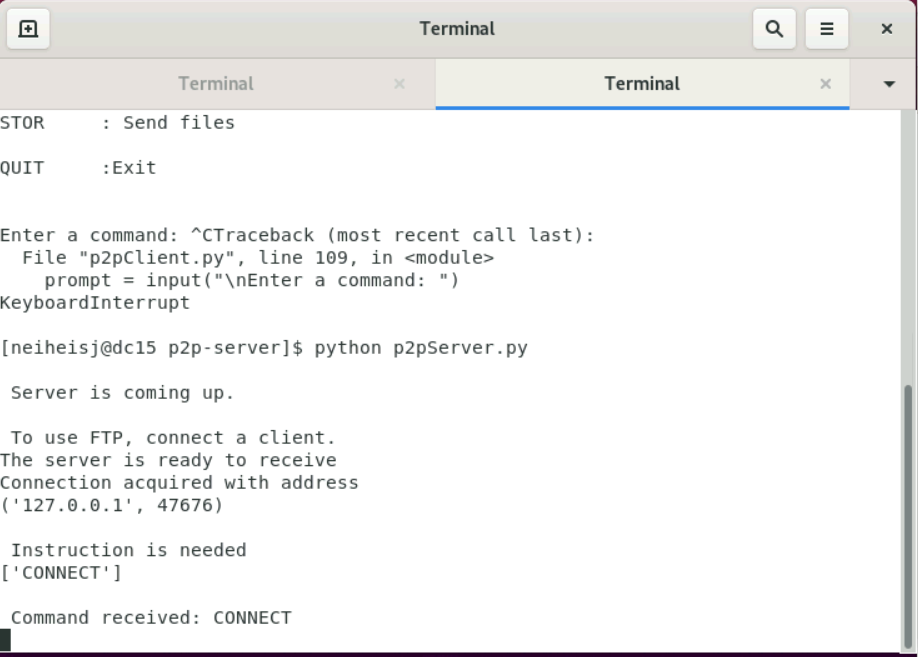 Terminal
Terminal
Terminal
STOR     : Send files
QUIT     :Exit
Enter a command: ^CTraceback (most recent call last):
  File "p2pClient.py", line 109, in <module>
    prompt = input("\nEnter a command: ")
KeyboardInterrupt
[neiheisj@dc15 p2p-server]$ python p2pServer.py
 Server is coming up.
 To use FTP, connect a client.
The server is ready to receive
Connection acquired with address
('127.0.0.1', 47676)
 Instruction is needed
['CONNECT']
 Command received: CONNECT